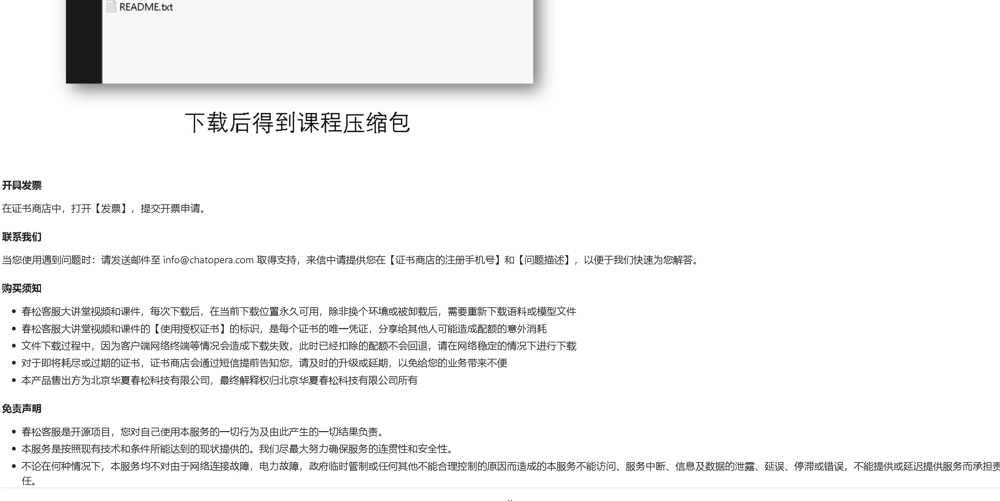 README.txt
下载后得到课程压缩包
开具发票
在证书商店中，打开【发票】，提交开票申请。
联系我们
当您使用遇到问题时：请发送邮件至 info@chatopera.com 取得支持，来信中请提供您在【证书商店的注册手机号】和【问题描述】，以便于我们快速为您解答。
购买须知
春松客服大讲堂视频和课件，每次下载后，在当前下载位置永久可用，除非换个环境或被卸载后，需要重新下载语料或模型文件
春松客服大讲堂视频和课件的【使用授权证书】的标识，是每个证书的唯一凭证，分享给其他人可能造成配额的意外消耗
文件下载过程中，因为客户端网络终端等情况会造成下载失败，此时已经扣除的配额不会回退，请在网络稳定的情况下进行下载
对于即将耗尽或过期的证书，证书商店会通过短信提前告知您，请及时的升级或延期，以免给您的业务带来不便
本产品售出方为北京华夏春松科技有限公司，最终解释权归北京华夏春松科技有限公司所有
免责声明
春松客服是开源项目，您对自己使用本服务的一切行为及由此产生的一切结果负责。
本服务是按照现有技术和条件所能达到的现状提供的。我们尽最大努力确保服务的连贯性和安全性。
不论在何种情况下，本服务均不对由于网络连接故障，电力故障，政府临时管制或任何其他不能合理控制的原因而造成的本服务不能访问、服务中断、信息及数据的泄露、延误、停滞或错误，不能提供或延迟提供服务而承担责
任。